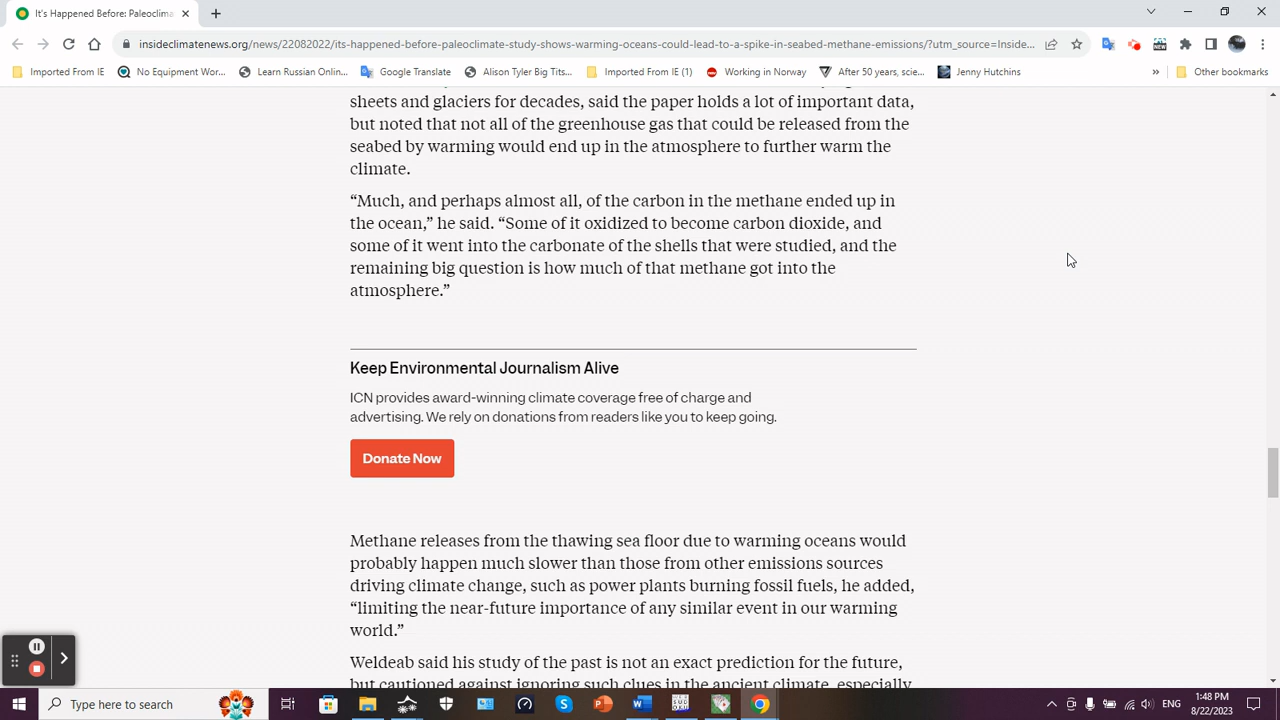 It's Happened Before: Paleoclima
insideclimatenews.org/news/22082022/its-happened-before-paleoclimate-study-shows-warming-oceans-could-lead-to-a-spike-in-seabed-methane-emissions/?utm_source=Inside...
Imported From IE
No Equipment Wor...
Learn Russian Onlin...
Google Translate
Alison Tyler Big Tits...
Imported From IE (1)
Working in Norway
After 50 years, scie...
Jenny Hutchins
»
Other bookmarks
sheets and glaciers for decades, said the paper holds a lot of important data,
but noted that not all of the greenhouse gas that could be released from the
seabed by warming would end up in the atmosphere to further warm the
climate.
“Much, and perhaps almost all, of the carbon in the methane ended up in
the ocean,” he said. “Some of it oxidized to become carbon dioxide, and
some of it went into the carbonate of the shells that were studied, and the
remaining big question is how much of that methane got into the
atmosphere.”
Keep Environmental Journalism Alive
ICN provides award-winning climate coverage free of charge and
advertising. We rely on donations from readers like you to keep going.
Donate Now
Methane releases from the thawing sea floor due to warming oceans would
probably happen much slower than those from other emissions sources
driving climate change, such as power plants burning fossil fuels, he added,
“limiting the near-future importance of any similar event in our warming
world.”
Weldeab said his study of the past is not an exact prediction for the future,
but cautioned against ignoring such clues in the ancient climate, especially
Type here to search
ENG
1:48 PM
8/22/2023